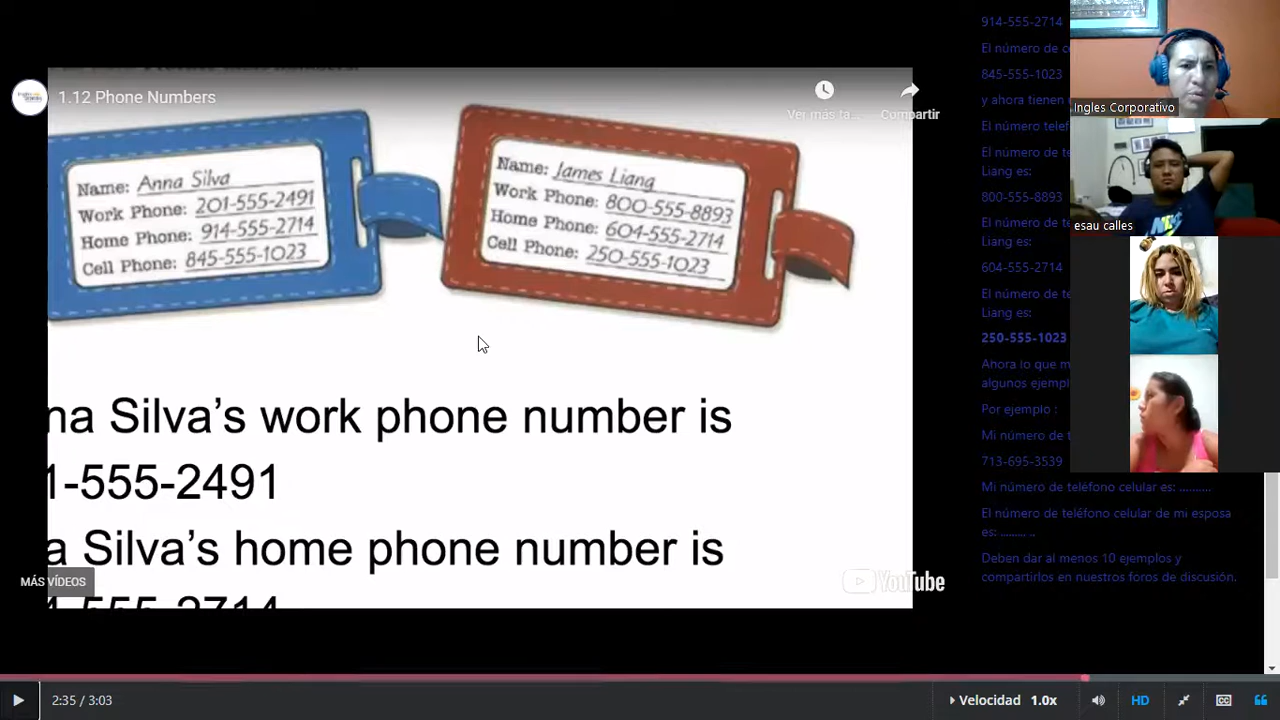 1.12 Phone Numbers
Ver más ta...
Compartir
Name: Anna Silva
Work Phone: 201-555-2491
Home Phone: 914-555-2714
Cell Phone: 845-555-1023
Name: James Liang
Work Phone: 800-555-8893
Home Phone: 604-555-2714
Cell Phone: 250-555-1023
na Silva's work phone number is
1-555-2491
a Silva's home phone number is
4-555-2714
MÁS VÍDEOS
YouTube
914-555-2714
El número de c
845-555-1023
y ahora tienen
El número telef
El número de te
Liang es:
800-555-8893
El número de te
Liang es:
604-555-2714
El número de te
Liang es:
250-555-1023
Ahora lo que m
algunos ejempl
Por ejemplo :
Mi número de t
713-695-3539
Mi número de teléfono celular es: ..........
El número de teléfono celular de mi esposa
es: ........ ..
Deben dar al menos 10 ejemplos y
compartirlos en nuestros foros de discusión.
Ingles Corporativo
esau calles
2:35 / 3:03
Velocidad 1.0x
HD
CC